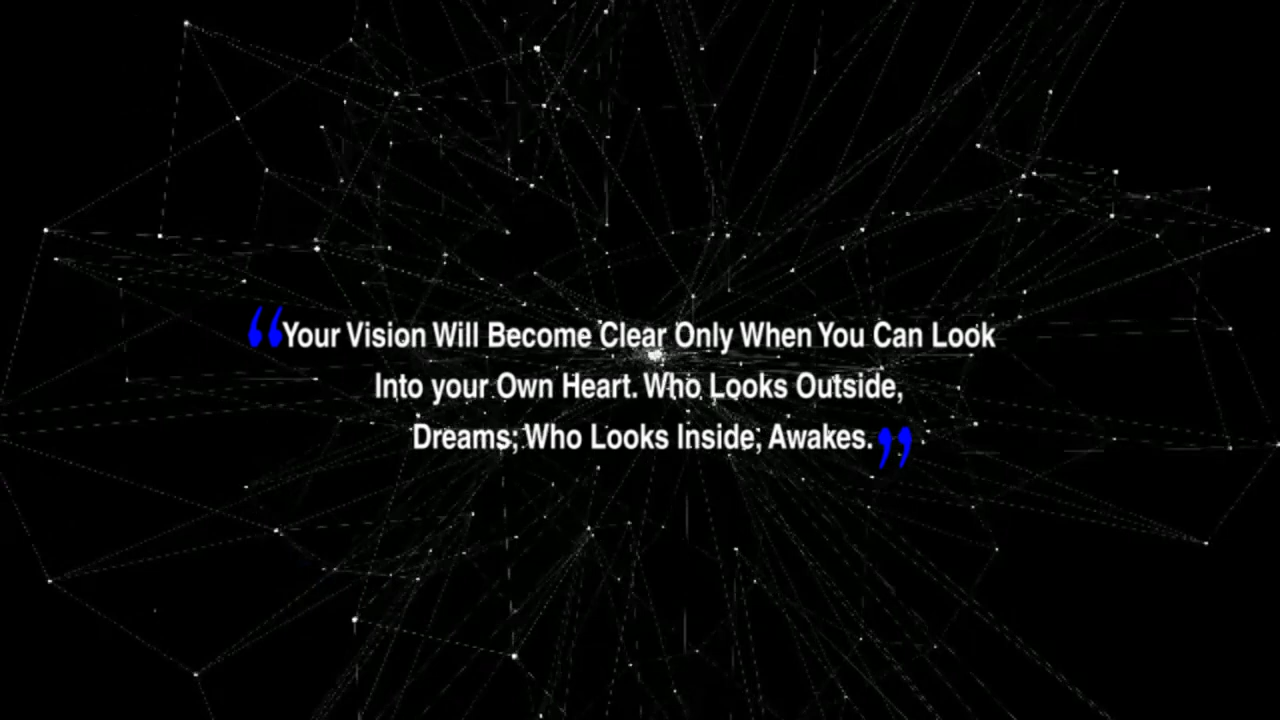 “Your Vision Will Become Clear Only When You Can Look
Into your Own Heart. Who Looks Outside,
Dreams; Who Looks Inside, Awakes.”